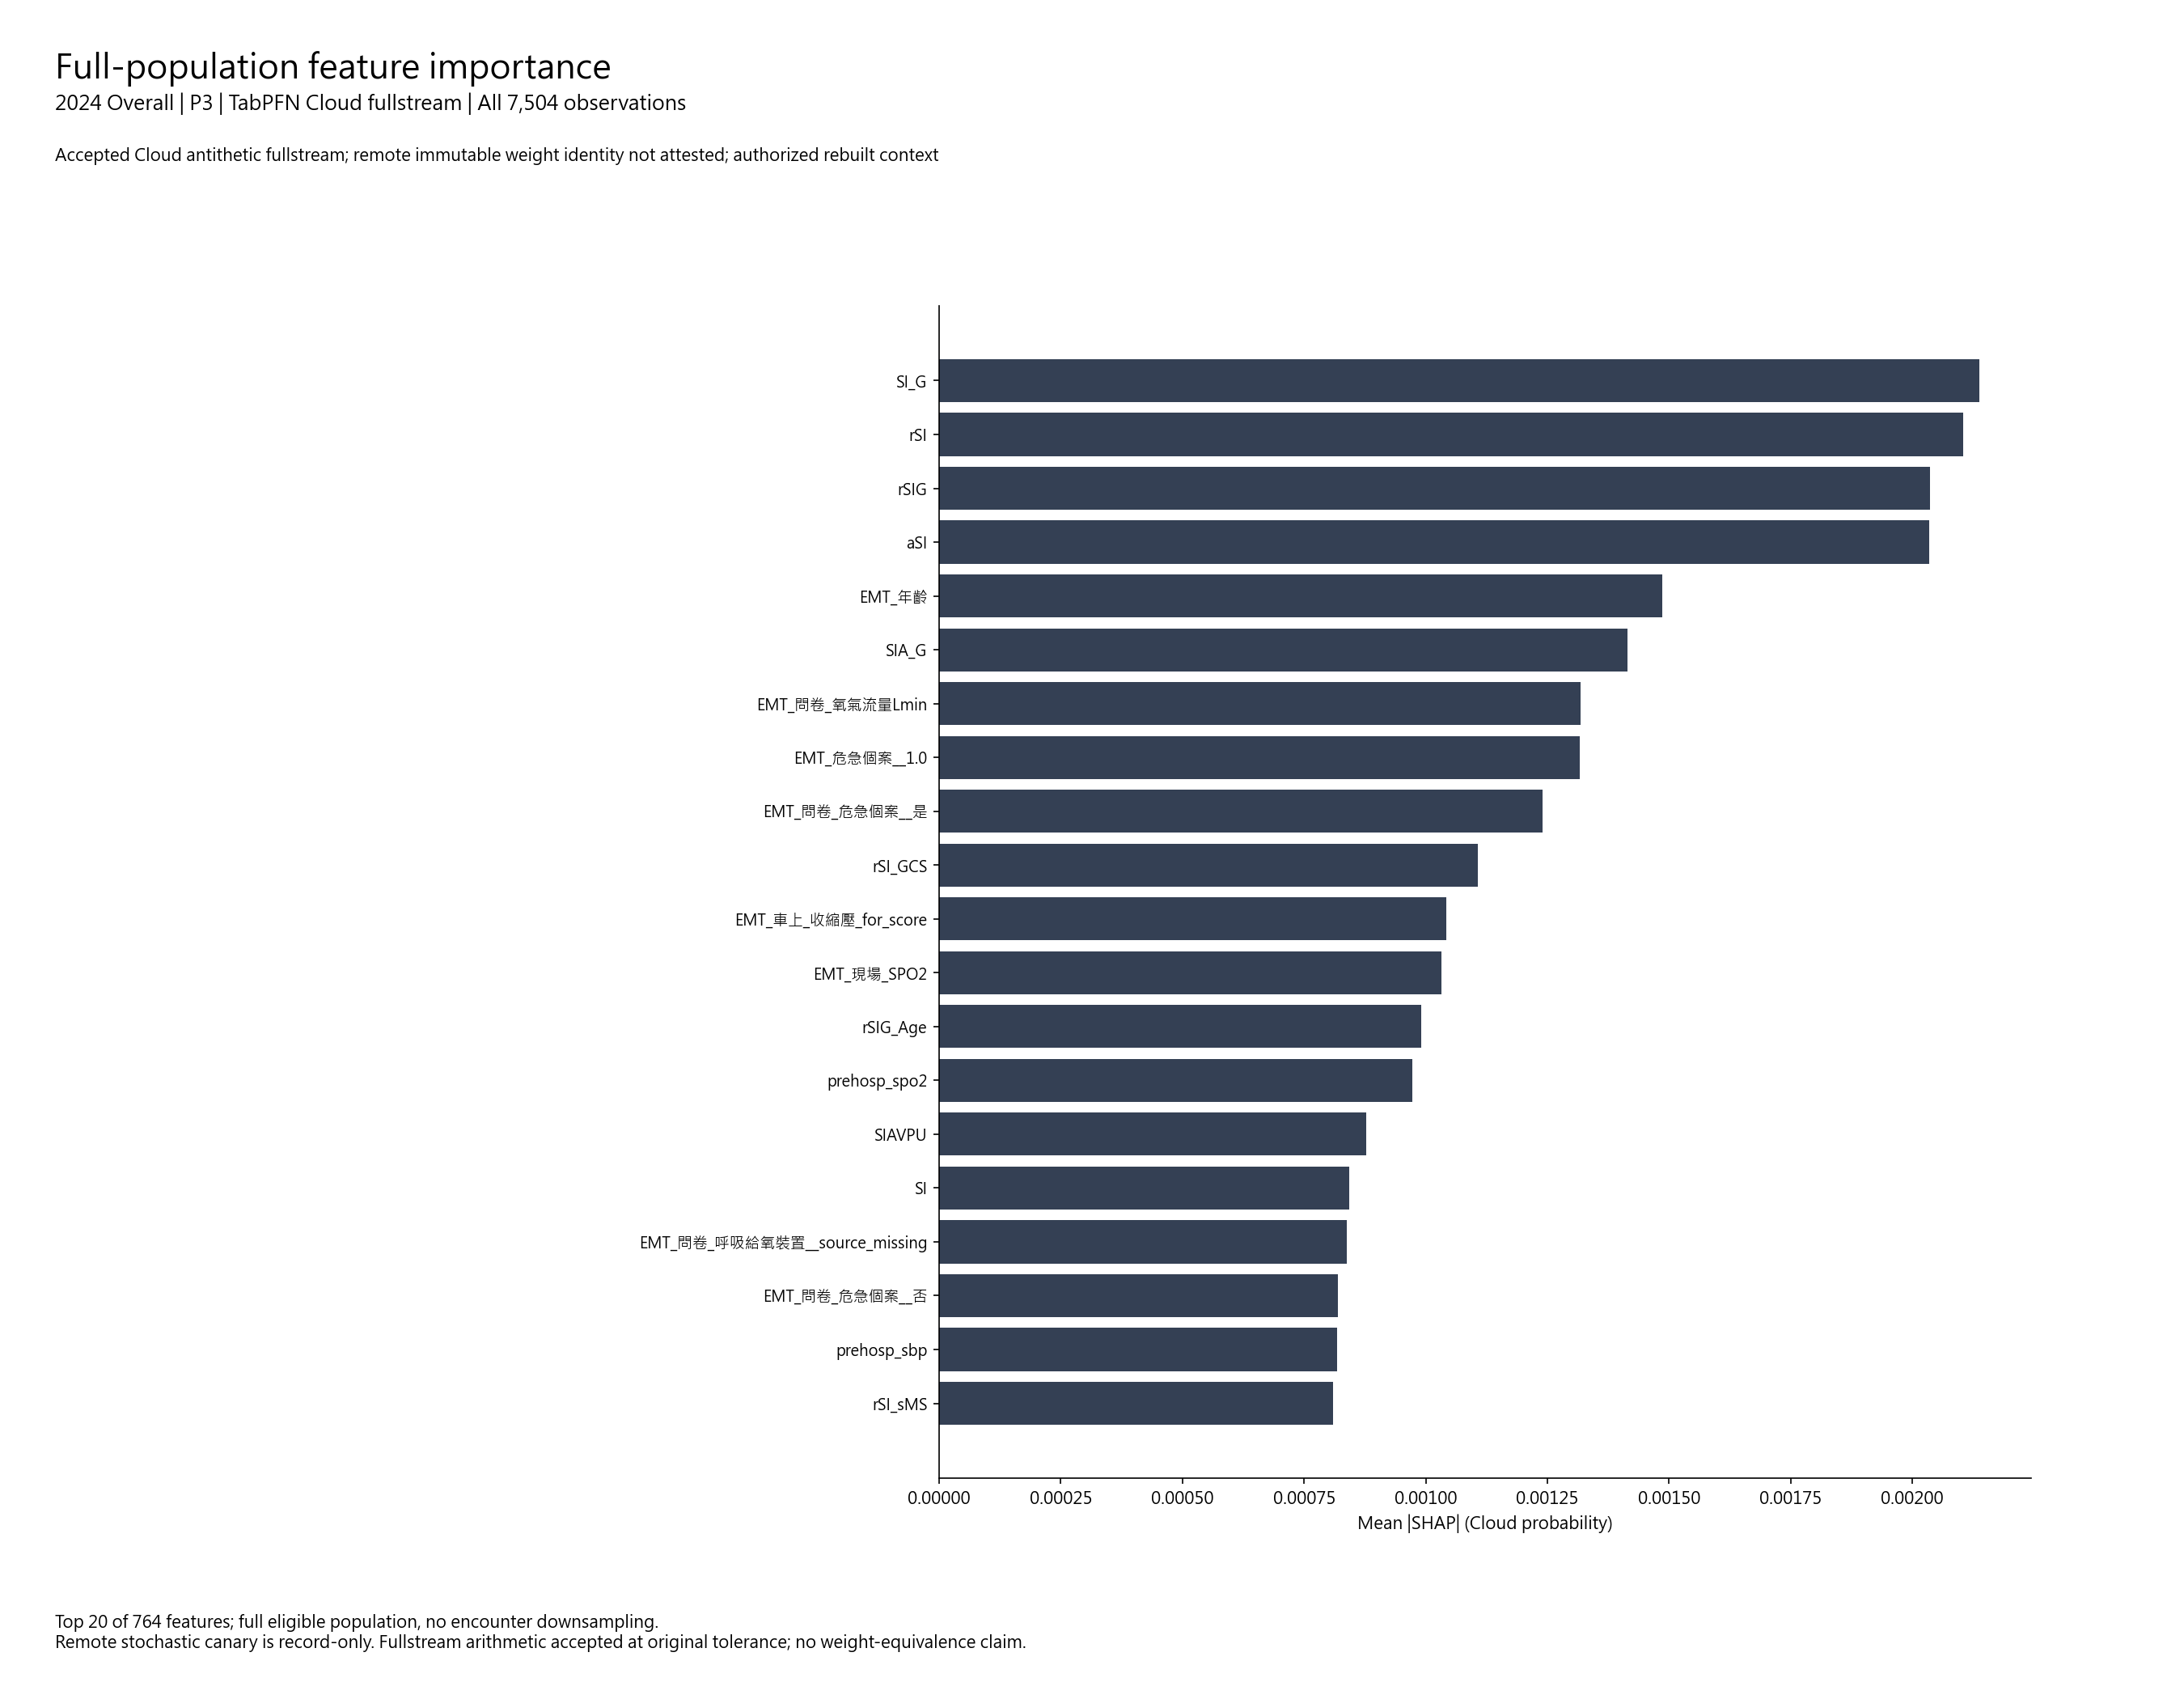 Full-population feature importance
2024 Overall | P3 | TabPFN Cloud fullstream | All 7,504 observations
Accepted Cloud antithetic fullstream; remote immutable weight identity not attested; authorized rebuilt context
SI_G
rSI
rSIG
aSI
EMT_年齡
SIA_G
EMT_問卷_氧氣流量Lmin
EMT_危急個案__1.0
EMT_問卷_危急個案__是
rSI_GCS
EMT_車上_收縮壓_for_score
EMT_現場_SPO2
rSIG_Age
prehosp_spo2
SIAVPU
SI
EMT_問卷_呼吸給氧裝置__source_missing
EMT_問卷_危急個案__否
prehosp_sbp
rSI_sMS
0.00000 0.00025 0.00050 0.00075 0.00100 0.00125 0.00150 0.00175 0.00200
Mean |SHAP| (Cloud probability)
Top 20 of 764 features; full eligible population, no encounter downsampling.
Remote stochastic canary is record-only. Fullstream arithmetic accepted at original tolerance; no weight-equivalence claim.